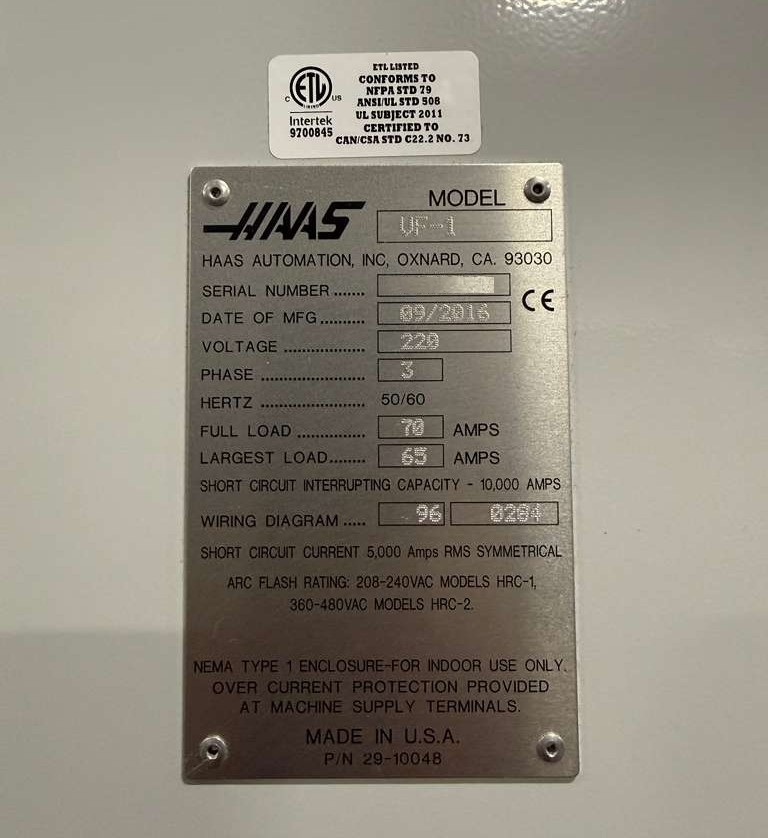 ETL LISTED
CONFORMS TO
NFPA STD 79
ANSI/UL STD 508
UL SUBJECT 2011
CERTIFIED TO
CAN/CSA STD C22.2 NO. 73
C ETL US
Intertek
9700845
HAAS
MODEL
VF-1
HAAS AUTOMATION, INC, OXNARD, CA. 93030
SERIAL NUMBER .......
CE
DATE OF MFG.......... 09/2016
VOLTAGE .................. 220
PHASE ....................... 3
HERTZ ....................... 50/60
FULL LOAD ............... 70 AMPS
LARGEST LOAD........ 65 AMPS
SHORT CIRCUIT INTERRUPTING CAPACITY - 10,000 AMPS
WIRING DIAGRAM ..... 96 0204
SHORT CIRCUIT CURRENT 5,000 Amps RMS SYMMETRICAL
ARC FLASH RATING: 208-240VAC MODELS HRC-1,
360-480VAC MODELS HRC-2.
NEMA TYPE 1 ENCLOSURE-FOR INDOOR USE ONLY.
OVER CURRENT PROTECTION PROVIDED
AT MACHINE SUPPLY TERMINALS.
MADE IN U.S.A.
P/N 29-10048